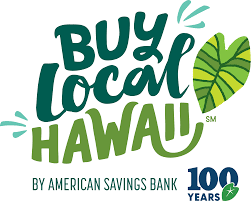 BUY
Local
HAWAII SM
BY AMERICAN SAVINGS BANK 100
YEARS